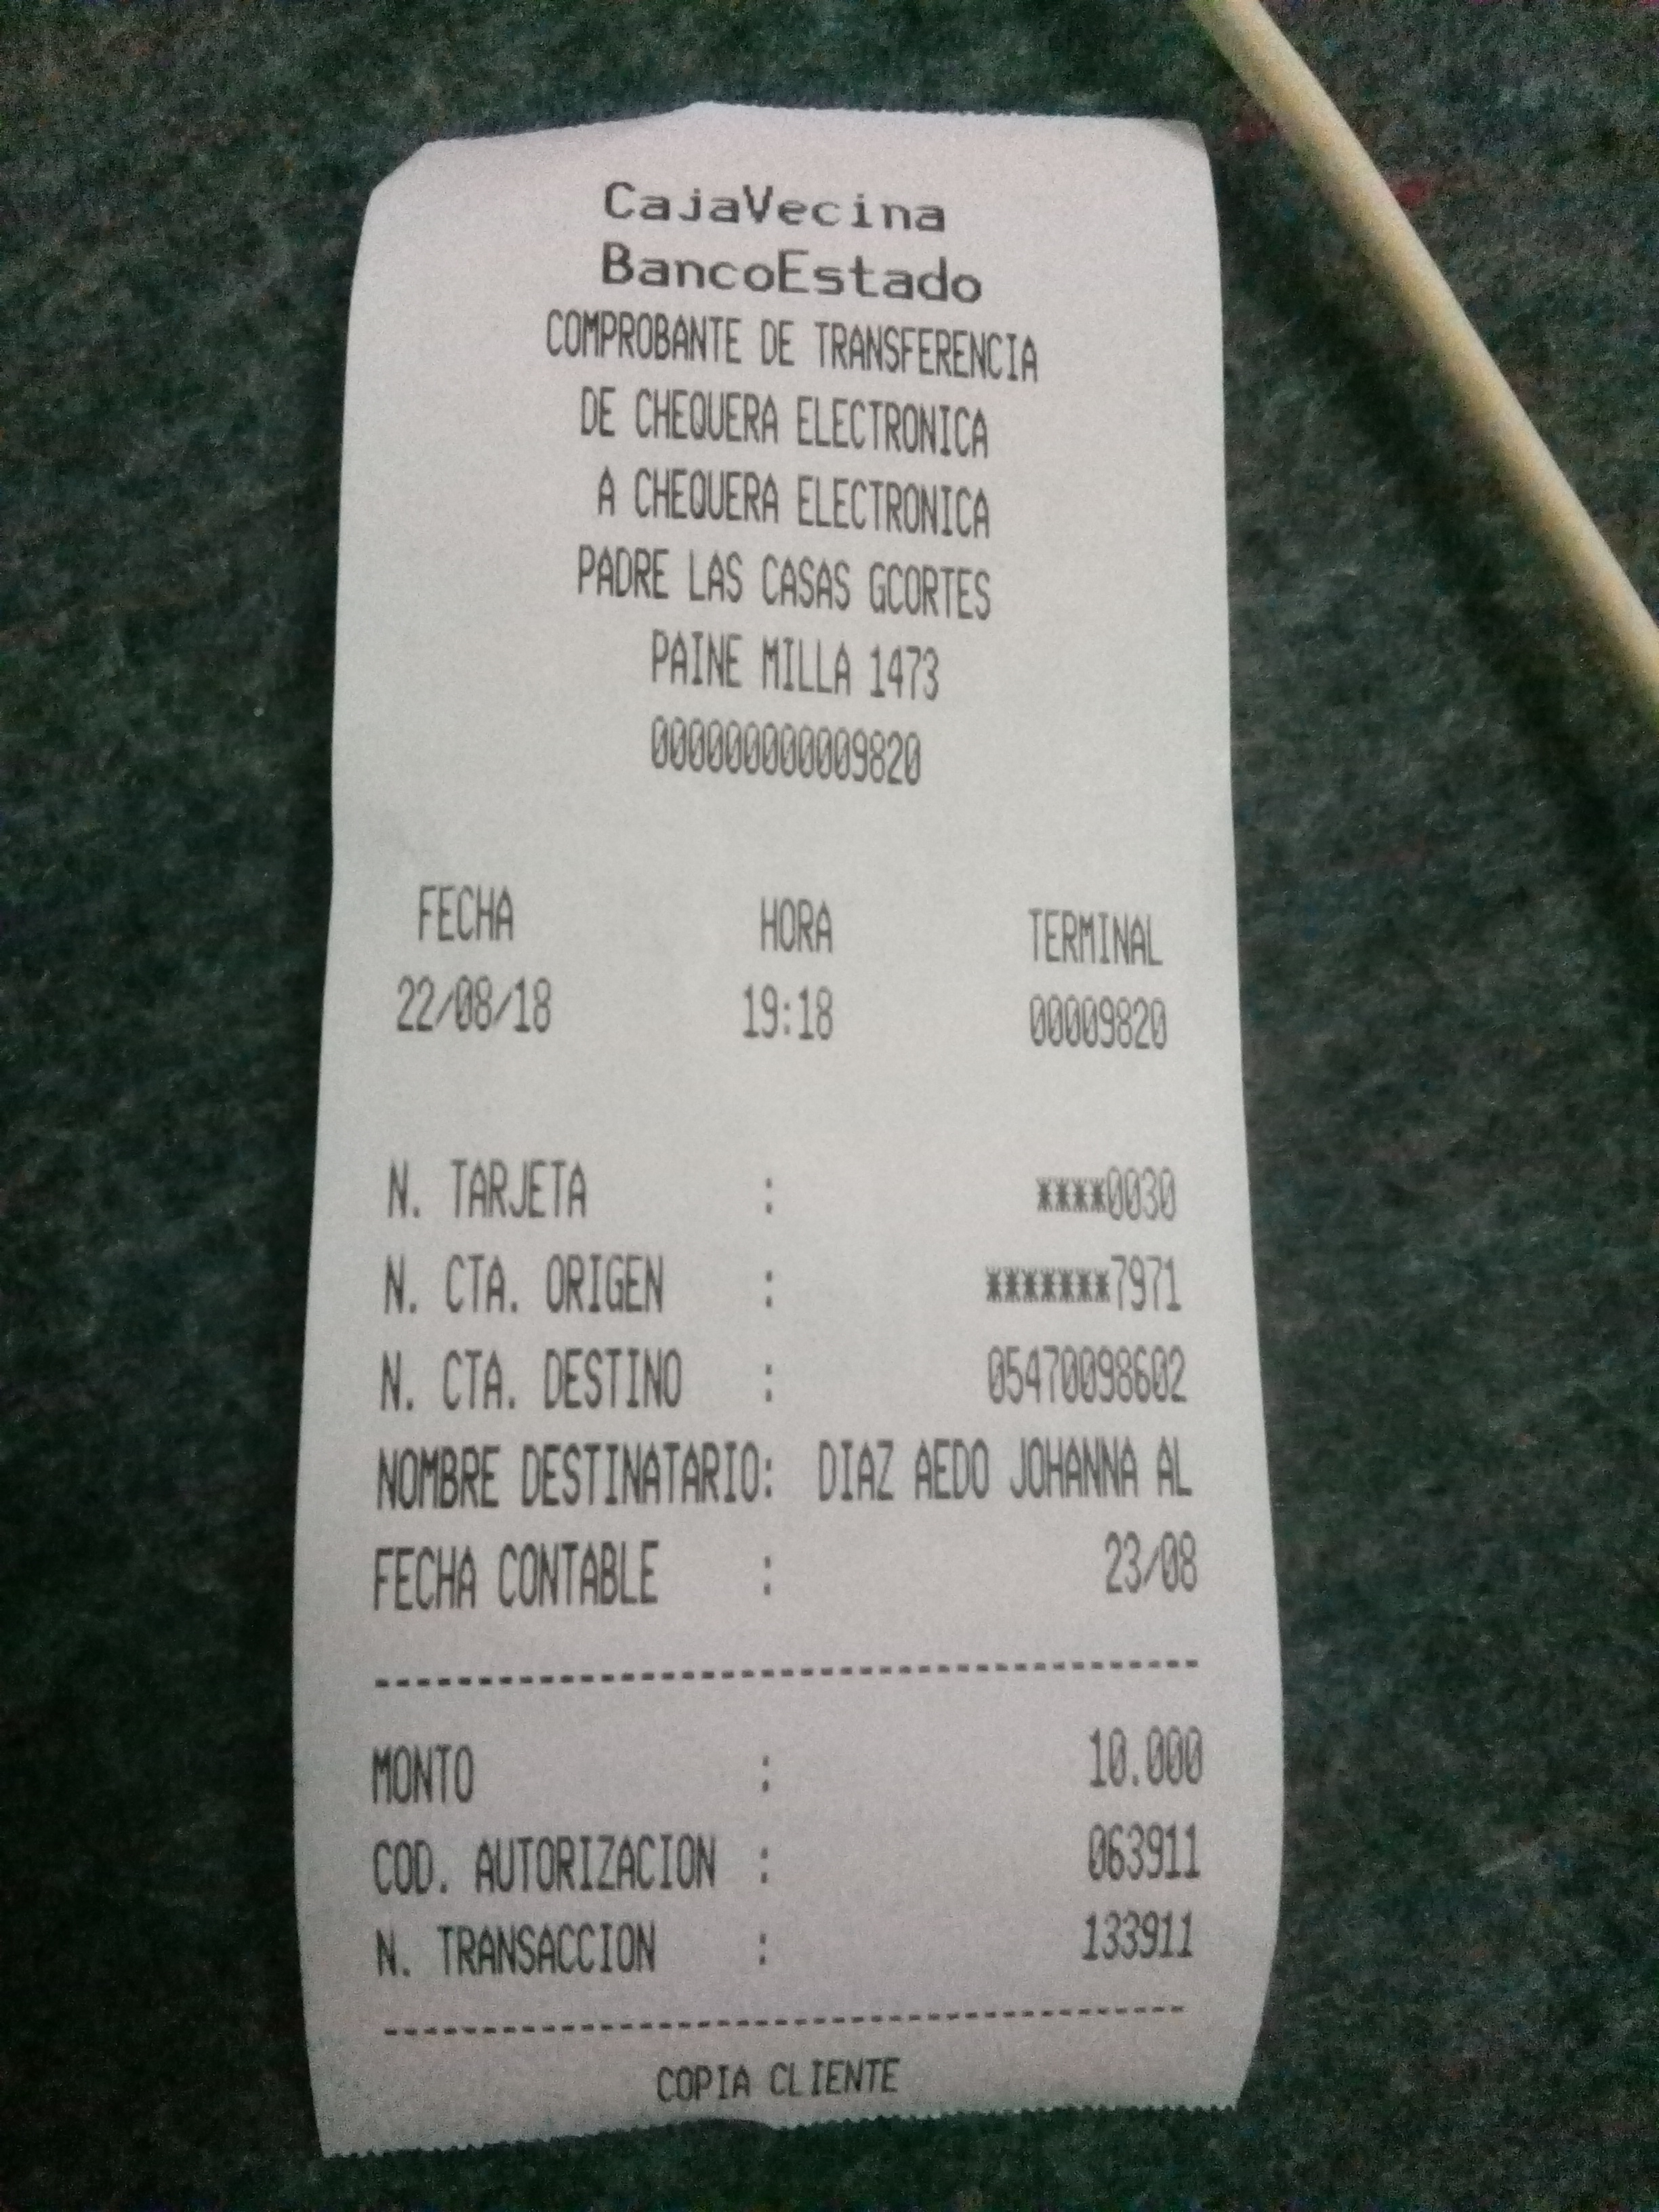 CajaVecina
BancoEstado
COMPROBANTE DE TRANSFERENCIA
DE CHEQUERA ELECTRONICA
A CHEQUERA ELECTRONICA
PADRE LAS CASAS GCORTES
PAINE MILLA 1473
000000000009820
FECHA HORA TERMINAL
22/08/18 19:18 00009820
N. TARJETA : ****0030
N. CTA. ORIGEN : *******7971
N. CTA. DESTINO : 05470098602
NOMBRE DESTINATARIO: DIAZ AEDO JOHANNA AL
FECHA CONTABLE : 23/08
----------------------------------------
MONTO : 10.000
COD. AUTORIZACION : 063911
N. TRANSACCION : 133911
----------------------------------------
COPIA CLIENTE